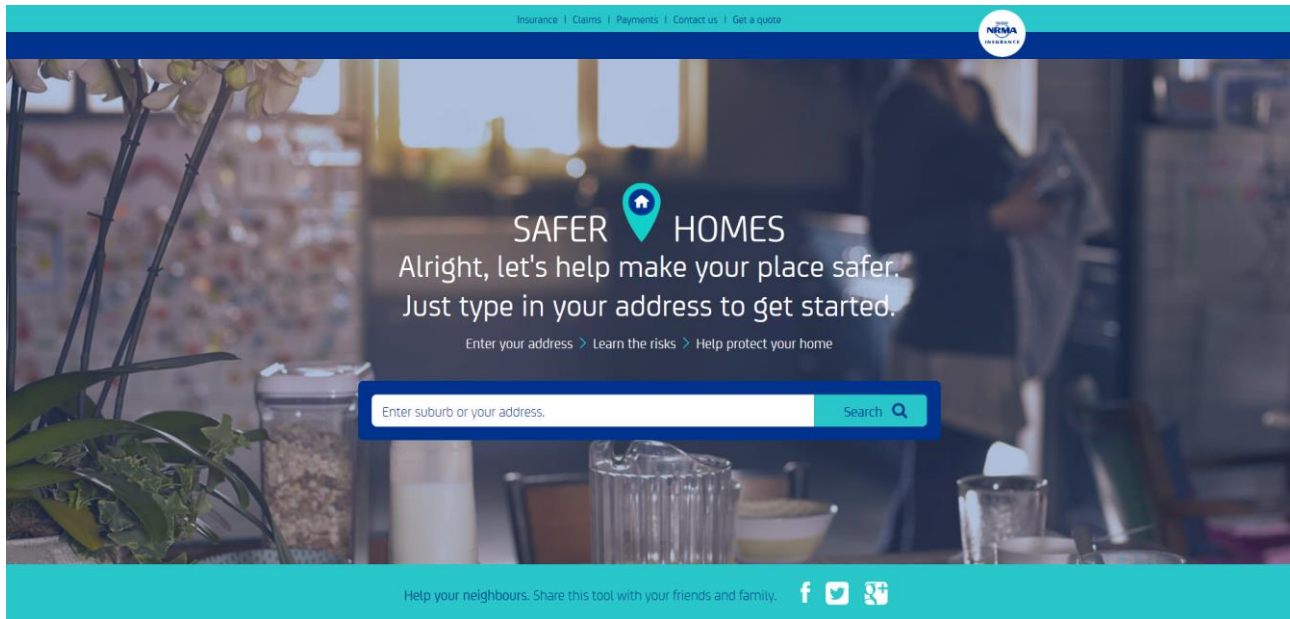 Insurance | Claims | Payments | Contact us | Get a quote
NRMA
INSURANCE
SAFER HOMES
Alright, let's help make your place safer.
Just type in your address to get started.
Enter your address > Learn the risks > Help protect your home
Enter suburb or your address.
Search
Help your neighbours. Share this tool with your friends and family.